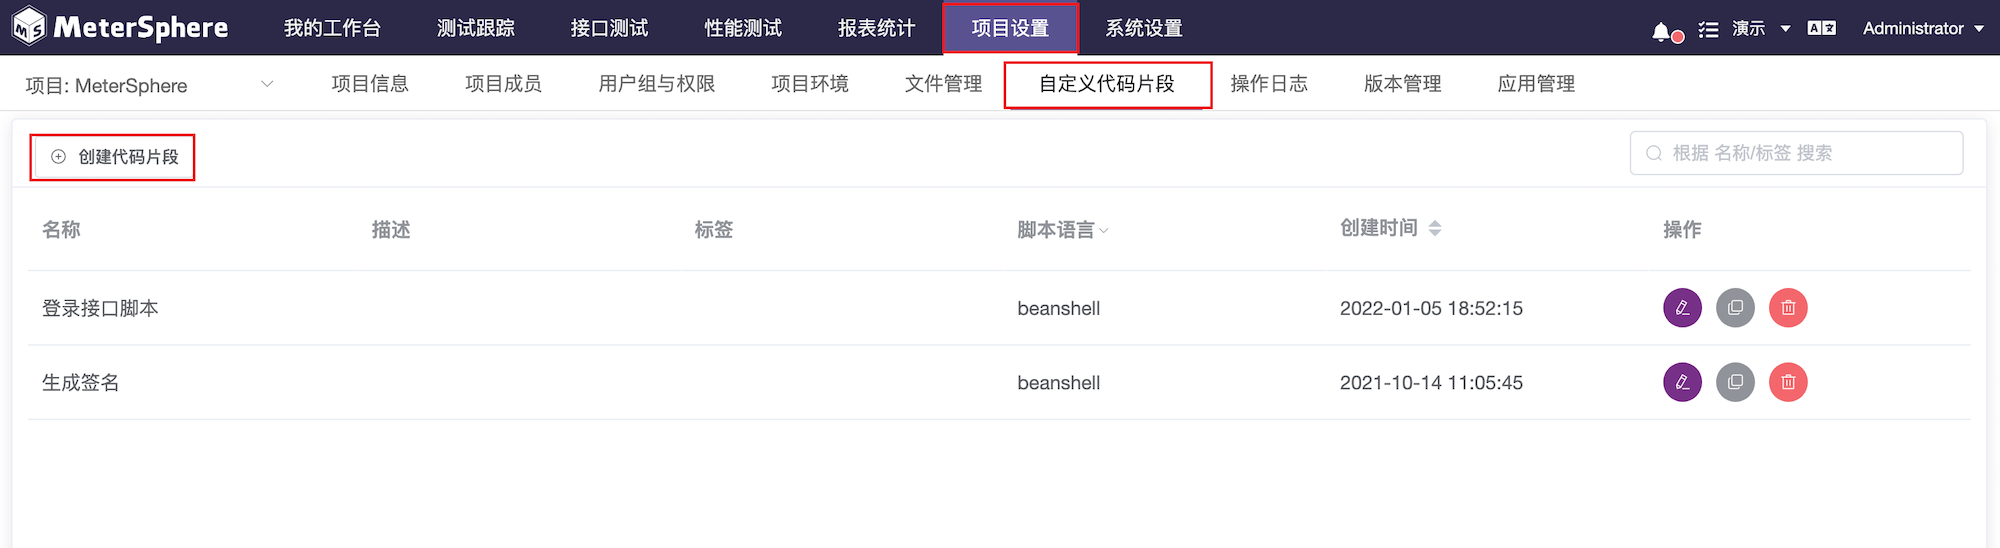 MS MeterSphere 我的工作台 测试跟踪 接口测试 性能测试 报表统计 项目设置 系统设置 演示 Administrator
项目: MeterSphere 项目信息 项目成员 用户组与权限 项目环境 文件管理 自定义代码片段 操作日志 版本管理 应用管理
创建代码片段 根据 名称/标签 搜索
名称 描述 标签 脚本语言 创建时间 操作
登录接口脚本 beanshell 2022-01-05 18:52:15
生成签名 beanshell 2021-10-14 11:05:45